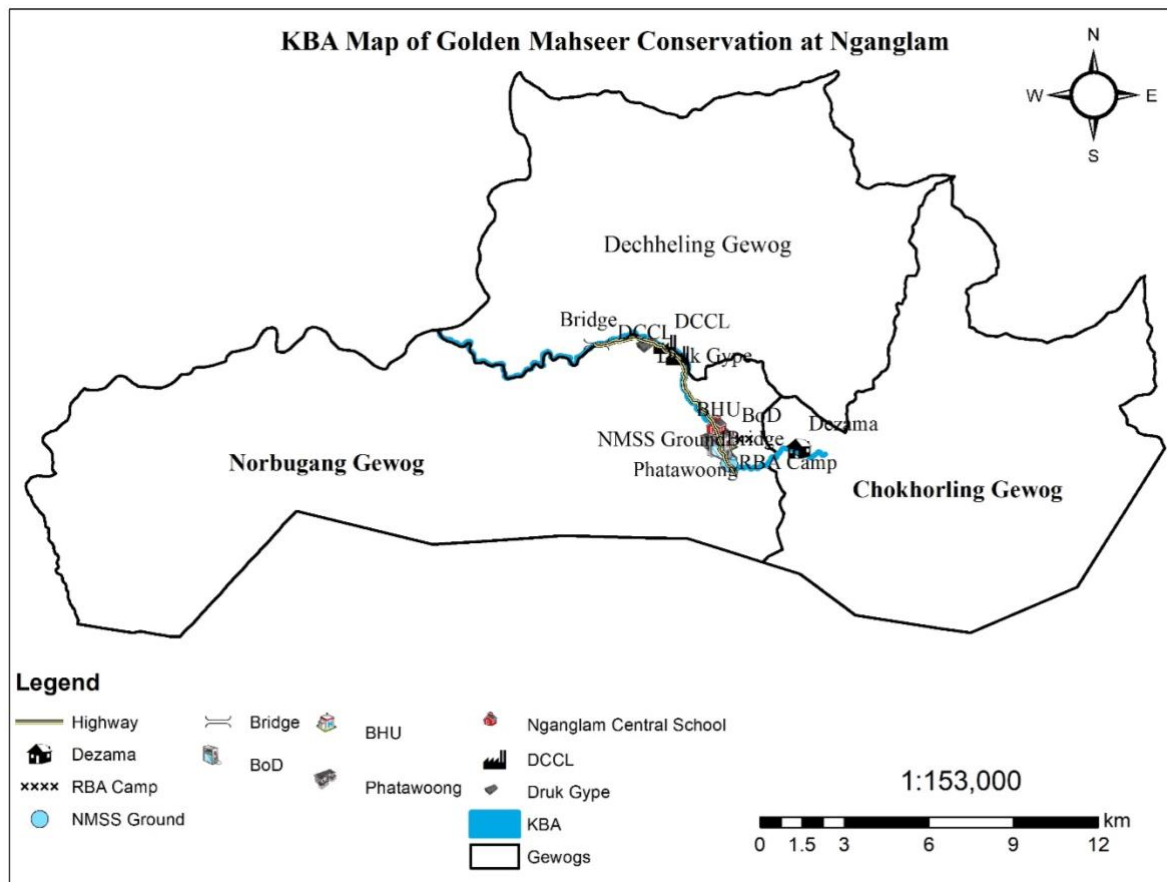 KBA Map of Golden Mahseer Conservation at Nganglam
N
W E
S
Dechheling Gewog
Bridge
DCCL
DCCL
Druk Gype
BHU
BoD
Dezama
NMSS Ground
Bridge
Phatawoong
RBA Camp
Norbugang Gewog
Chokhorling Gewog
Legend
Highway
Dezama
RBA Camp
NMSS Ground
Bridge
BoD
BHU
Phatawoong
Nganglam Central School
DCCL
Druk Gype
KBA
Gewogs
1:153,000
km
0 1.5 3 6 9 12